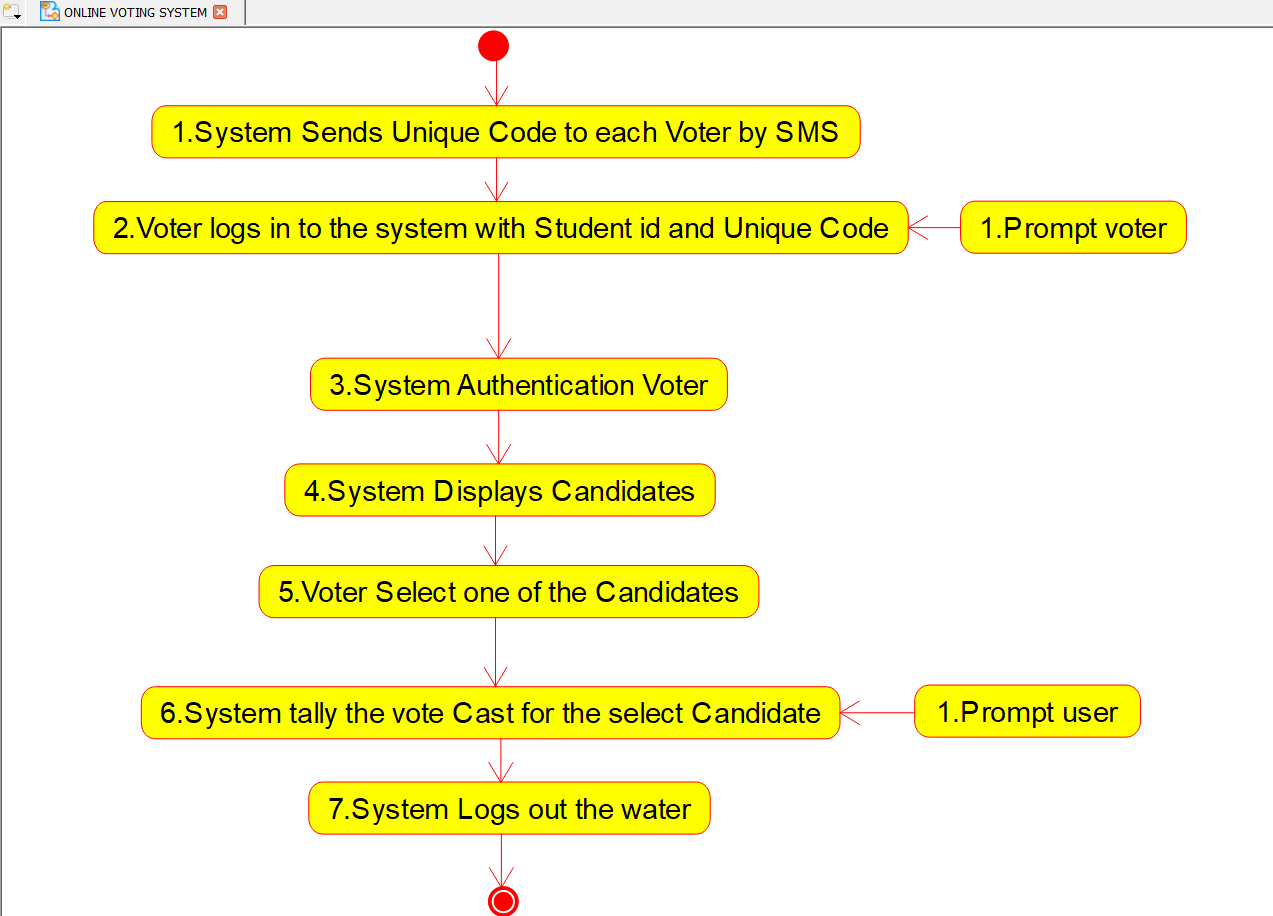 ONLINE VOTING SYSTEM
1.System Sends Unique Code to each Voter by SMS
2.Voter logs in to the system with Student id and Unique Code
1.Prompt voter
3.System Authentication Voter
4.System Displays Candidates
5.Voter Select one of the Candidates
6.System tally the vote Cast for the select Candidate
1.Prompt user
7.System Logs out the water